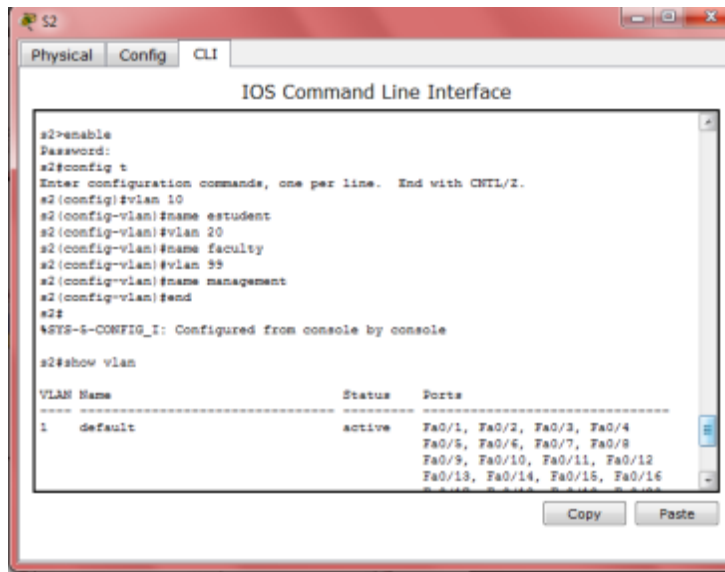 S2
Physical Config CLI
IOS Command Line Interface
s2>enable
Password:
s2#config t
Enter configuration commands, one per line. End with CNTL/Z.
s2(config)#vlan 10
s2(config-vlan)#name estudent
s2(config-vlan)#vlan 20
s2(config-vlan)#name faculty
s2(config-vlan)#vlan 99
s2(config-vlan)#name management
s2(config-vlan)#end
s2#
%SYS-5-CONFIG_I: Configured from console by console
s2#show vlan
VLAN Name Status Ports
---- -------------------------------- --------- -------------------------------
1 default active Fa0/1, Fa0/2, Fa0/3, Fa0/4
Fa0/5, Fa0/6, Fa0/7, Fa0/8
Fa0/9, Fa0/10, Fa0/11, Fa0/12
Fa0/13, Fa0/14, Fa0/15, Fa0/16
Copy Paste